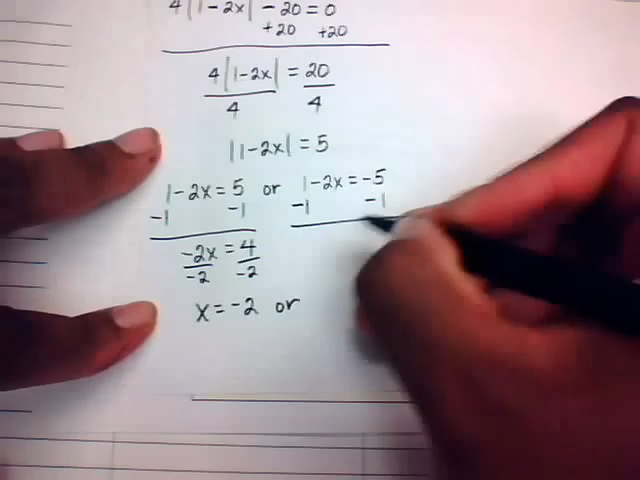 4|1-2x| - 20 = 0
+20 +20
4|1-2x| = 20
4 4
|1-2x| = 5
1-2x = 5 or 1-2x = -5
-1 -1 -1 -1
-2x = 4
-2 -2
x = -2 or